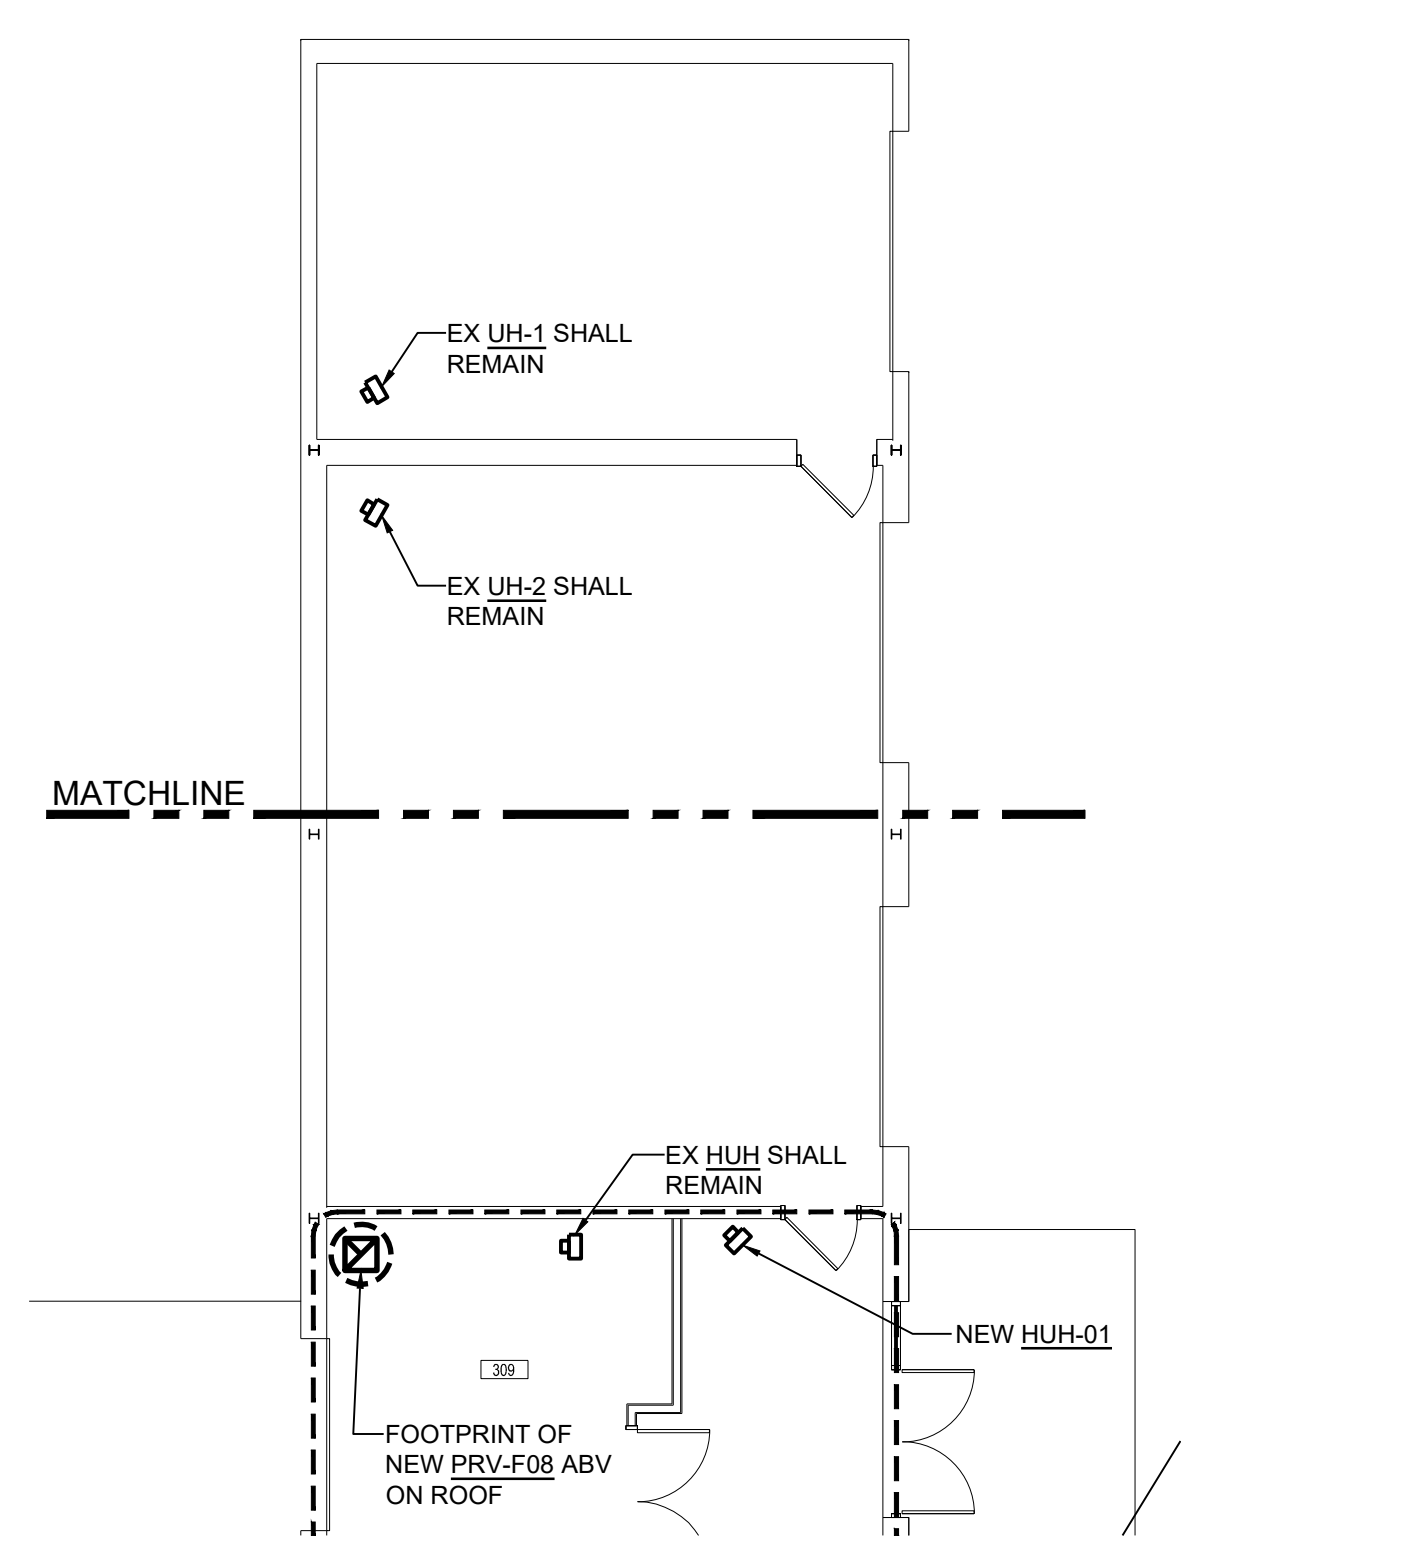 EX UH-1 SHALL
REMAIN
EX UH-2 SHALL
REMAIN
MATCHLINE
EX HUH SHALL
REMAIN
NEW HUH-01
309
FOOTPRINT OF
NEW PRV-F08 ABV
ON ROOF